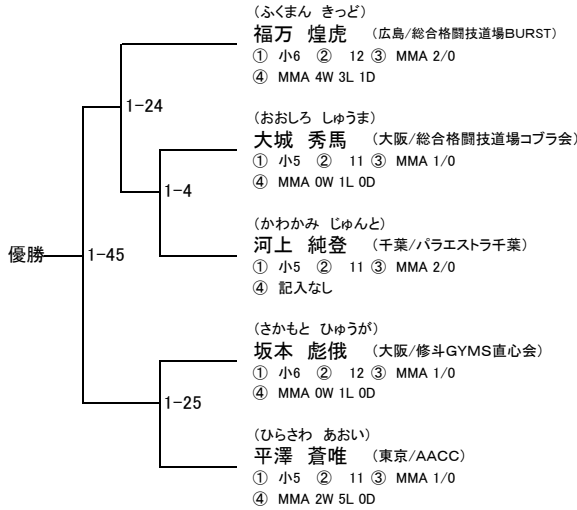 (ふくまん きっど)
福万 煌虎 (広島/総合格闘技道場BURST)
① 小6 ② 12 ③ MMA 2/0
④ MMA 4W 3L 1D
1-24
(おおしろ しゅうま)
大城 秀馬 (大阪/総合格闘技道場コブラ会)
① 小5 ② 11 ③ MMA 1/0
④ MMA 0W 1L 0D
1-4
(かわかみ じゅんと)
河上 純登 (千葉/パラエストラ千葉)
① 小5 ② 11 ③ MMA 2/0
④ 記入なし
優勝
1-45
(さかもと ひゅうが)
坂本 彪俄 (大阪/修斗GYMS直心会)
① 小6 ② 12 ③ MMA 1/0
④ MMA 0W 1L 0D
1-25
(ひらさわ あおい)
平澤 蒼唯 (東京/AACC)
① 小5 ② 11 ③ MMA 1/0
④ MMA 2W 5L 0D